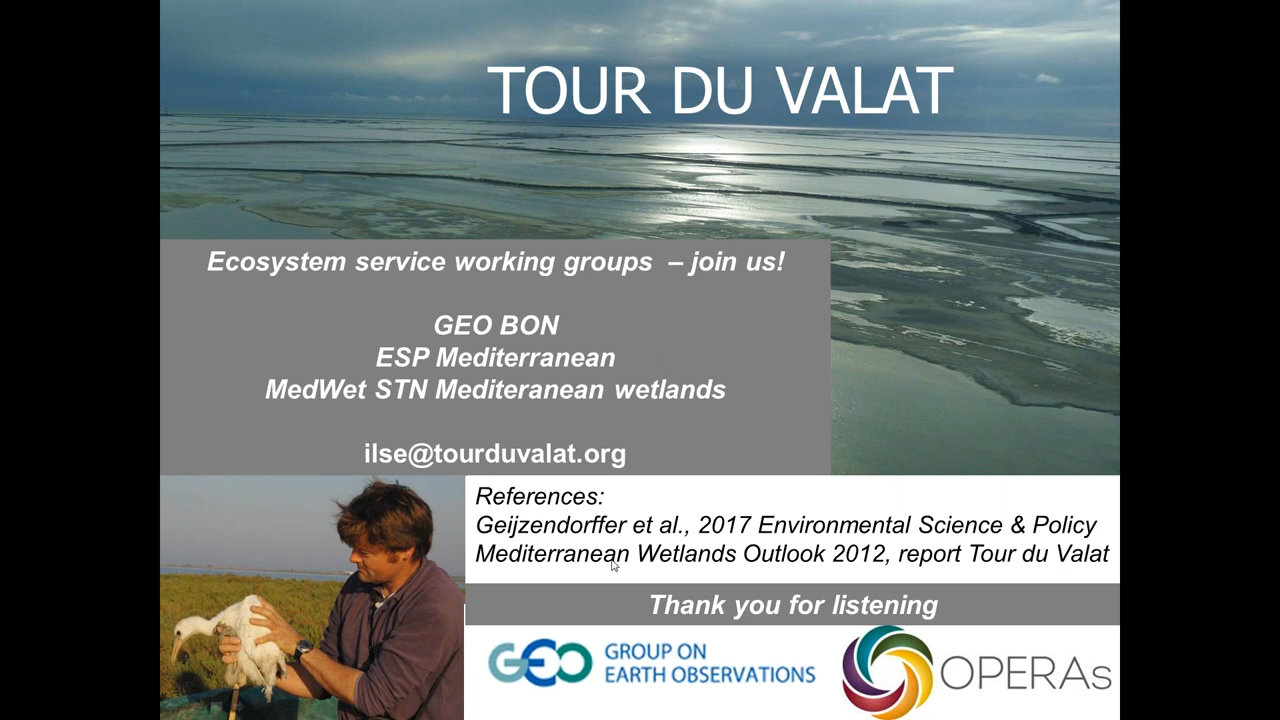 TOUR DU VALAT
Ecosystem service working groups – join us!
GEO BON
ESP Mediterranean
MedWet STN Mediteranean wetlands
ilse@tourduvalat.org
References:
Geijzendorffer et al., 2017 Environmental Science & Policy
Mediterranean Wetlands Outlook 2012, report Tour du Valat
Thank you for listening
GEO GROUP ON
EARTH OBSERVATIONS
OPERAs